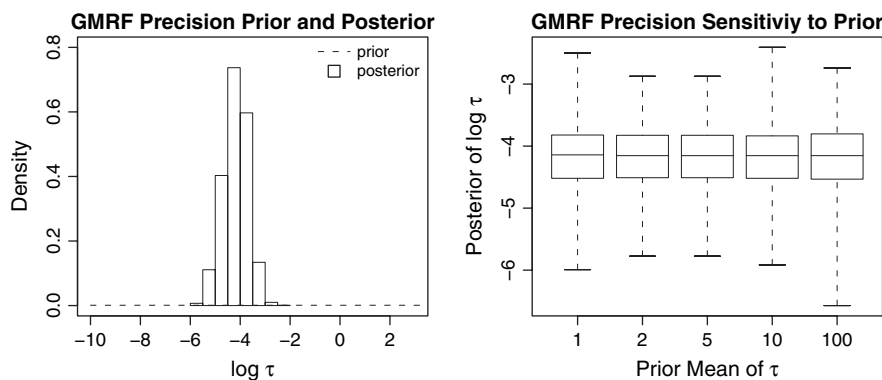 GMRF Precision Prior and Posterior
prior
posterior
Density
0.8
0.6
0.4
0.2
0.0
−10 −8 −6 −4 −2 0 2
log τ
GMRF Precision Sensitiviy to Prior
Posterior of log τ
−3
−4
−5
−6
1 2 5 10 100
Prior Mean of τ